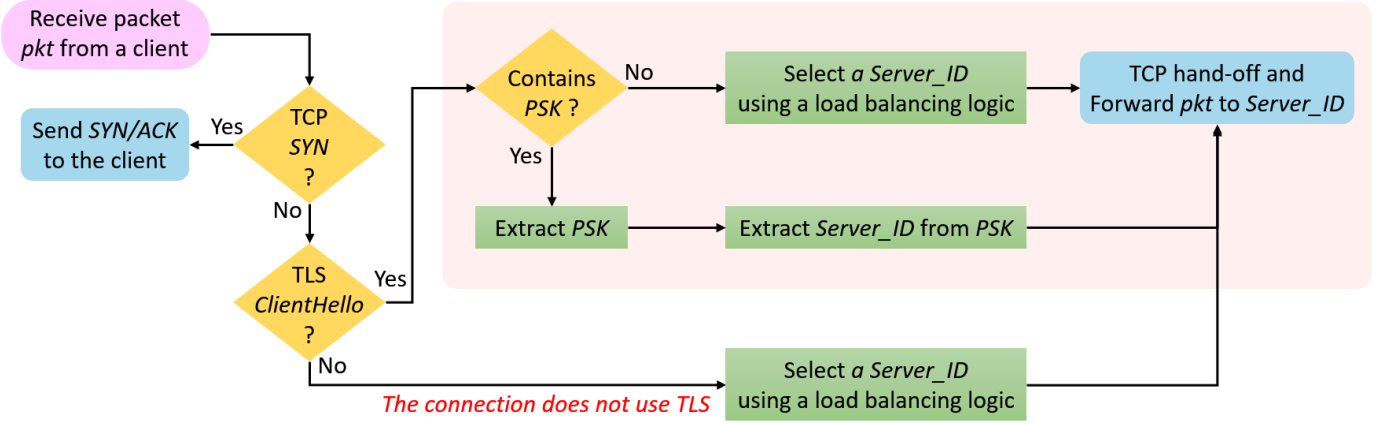 Receive packet
pkt from a client
TCP
SYN
?
Yes
Send SYN/ACK
to the client
No
TLS
ClientHello
?
Yes
No
The connection does not use TLS
Contains
PSK ?
No
Select a Server_ID
using a load balancing logic
TCP hand-off and
Forward pkt to Server_ID
Yes
Extract PSK
Extract Server_ID from PSK
Select a Server_ID
using a load balancing logic